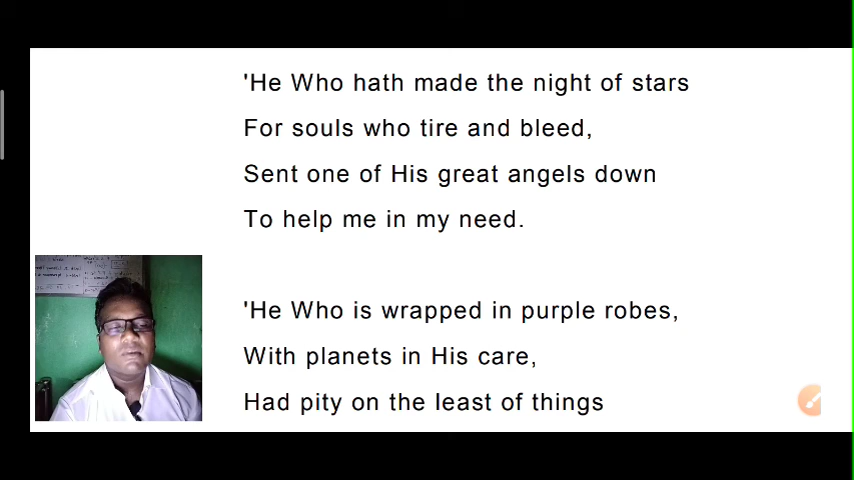 'He Who hath made the night of stars
For souls who tire and bleed,
Sent one of His great angels down
To help me in my need.
'He Who is wrapped in purple robes,
With planets in His care,
Had pity on the least of things